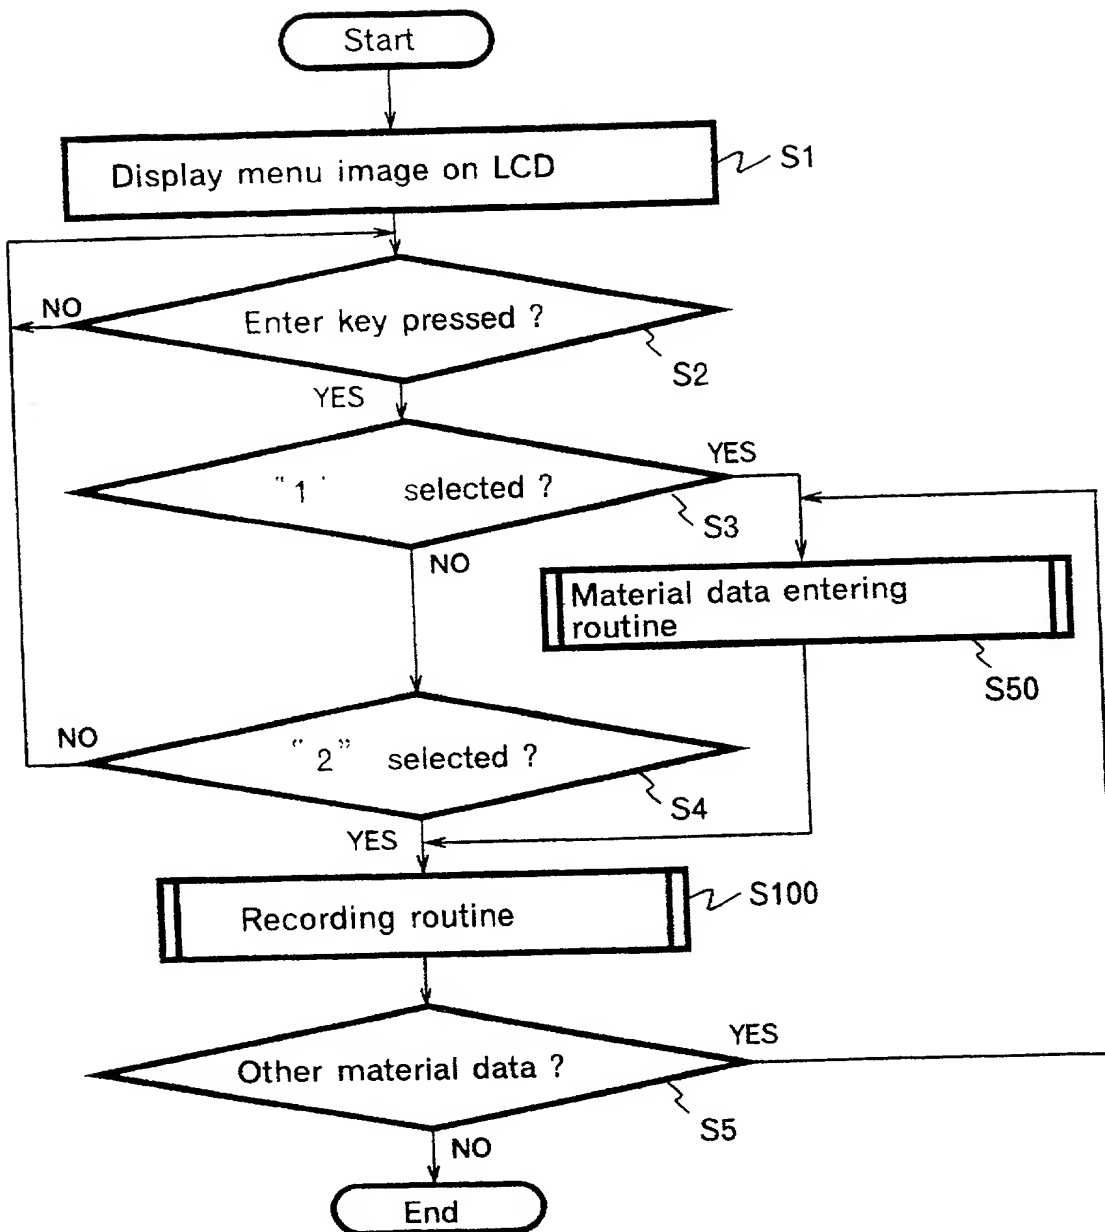 Start
Display menu image on LCD
S1
NO
Enter key pressed ?
S2
YES
"1' selected ?
YES
S3
NO
Material data entering
routine
S50
NO
"2" selected ?
S4
YES
Recording routine
S100
Other material data ?
YES
S5
NO
End